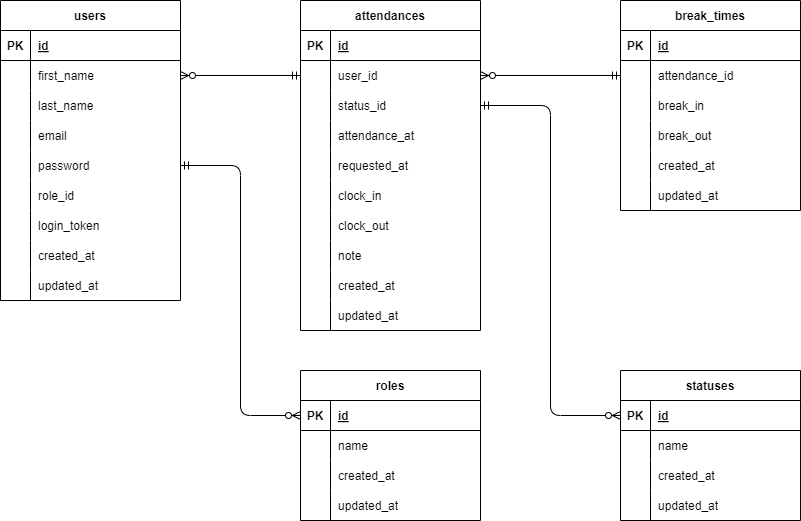 users
PK id
first_name
last_name
email
password
role_id
login_token
created_at
updated_at
attendances
PK id
user_id
status_id
attendance_at
requested_at
clock_in
clock_out
note
created_at
updated_at
break_times
PK id
attendance_id
break_in
break_out
created_at
updated_at
roles
PK id
name
created_at
updated_at
statuses
PK id
name
created_at
updated_at